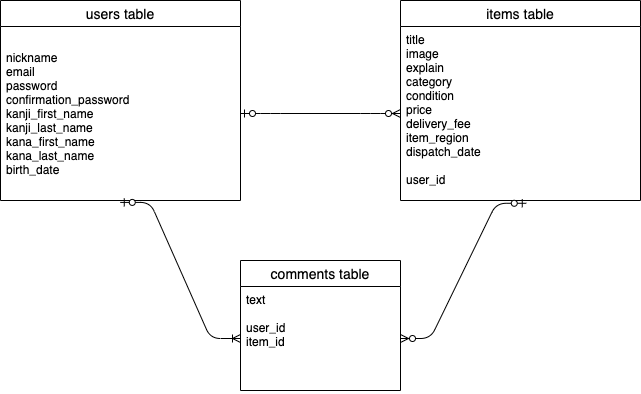 users table
nickname
email
password
confirmation_password
kanji_first_name
kanji_last_name
kana_first_name
kana_last_name
birth_date
items table
title
image
explain
category
condition
price
delivery_fee
item_region
dispatch_date
user_id
comments table
text
user_id
item_id